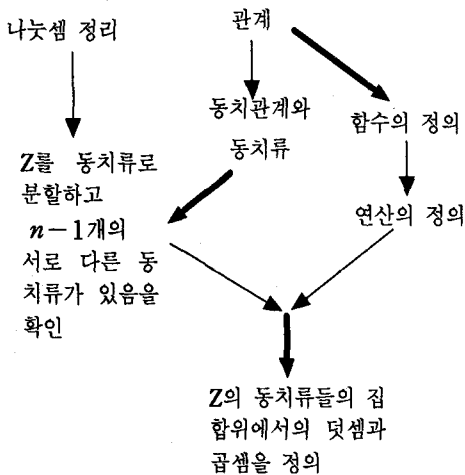 나눗셈 정리
관계
동치관계와
동치류
함수의 정의
Z를 동치류로
분할하고
n－1개의
서로 다른 동
치류가 있음을
확인
연산의 정의
Z의 동치류들의 집
합위에서의 덧셈과
곱셈을 정의